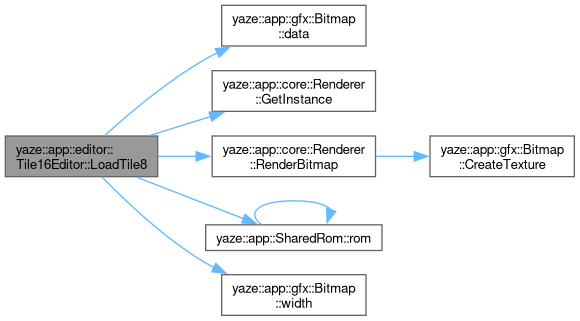 yaze::app::editor::
Tile16Editor::LoadTile8
yaze::app::gfx::Bitmap
::data
yaze::app::core::Renderer
::GetInstance
yaze::app::core::Renderer
::RenderBitmap
yaze::app::gfx::Bitmap
::CreateTexture
yaze::app::SharedRom::rom
yaze::app::gfx::Bitmap
::width